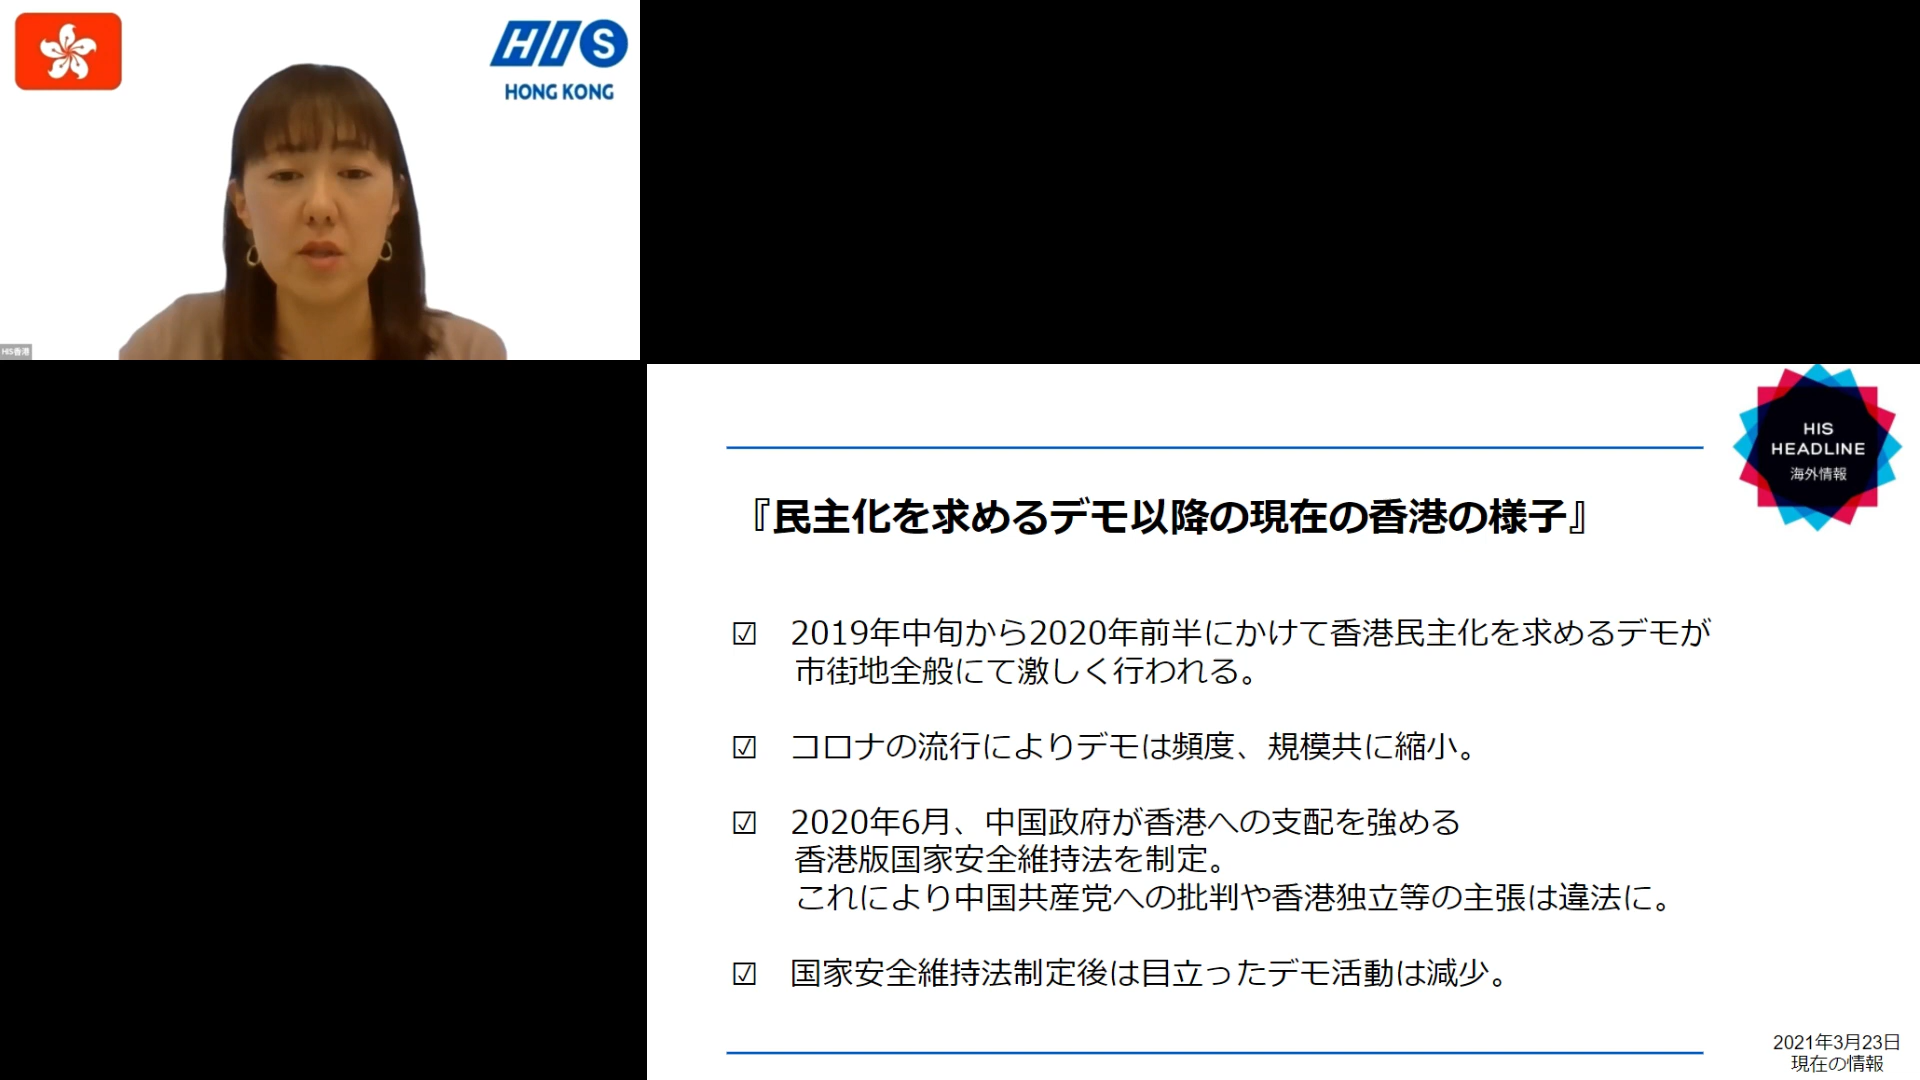 HIS
HONG KONG
HIS香港
HIS
HEADLINE
海外情報
『民主化を求めるデモ以降の現在の香港の様子』
☑ 2019年中旬から2020年前半にかけて香港民主化を求めるデモが
市街地全般にて激しく行われる。
☑ コロナの流行によりデモは頻度、規模共に縮小。
☑ 2020年6月、中国政府が香港への支配を強める
香港版国家安全維持法を制定。
これにより中国共産党への批判や香港独立等の主張は違法に。
☑ 国家安全維持法制定後は目立ったデモ活動は減少。
2021年3月23日
現在の情報